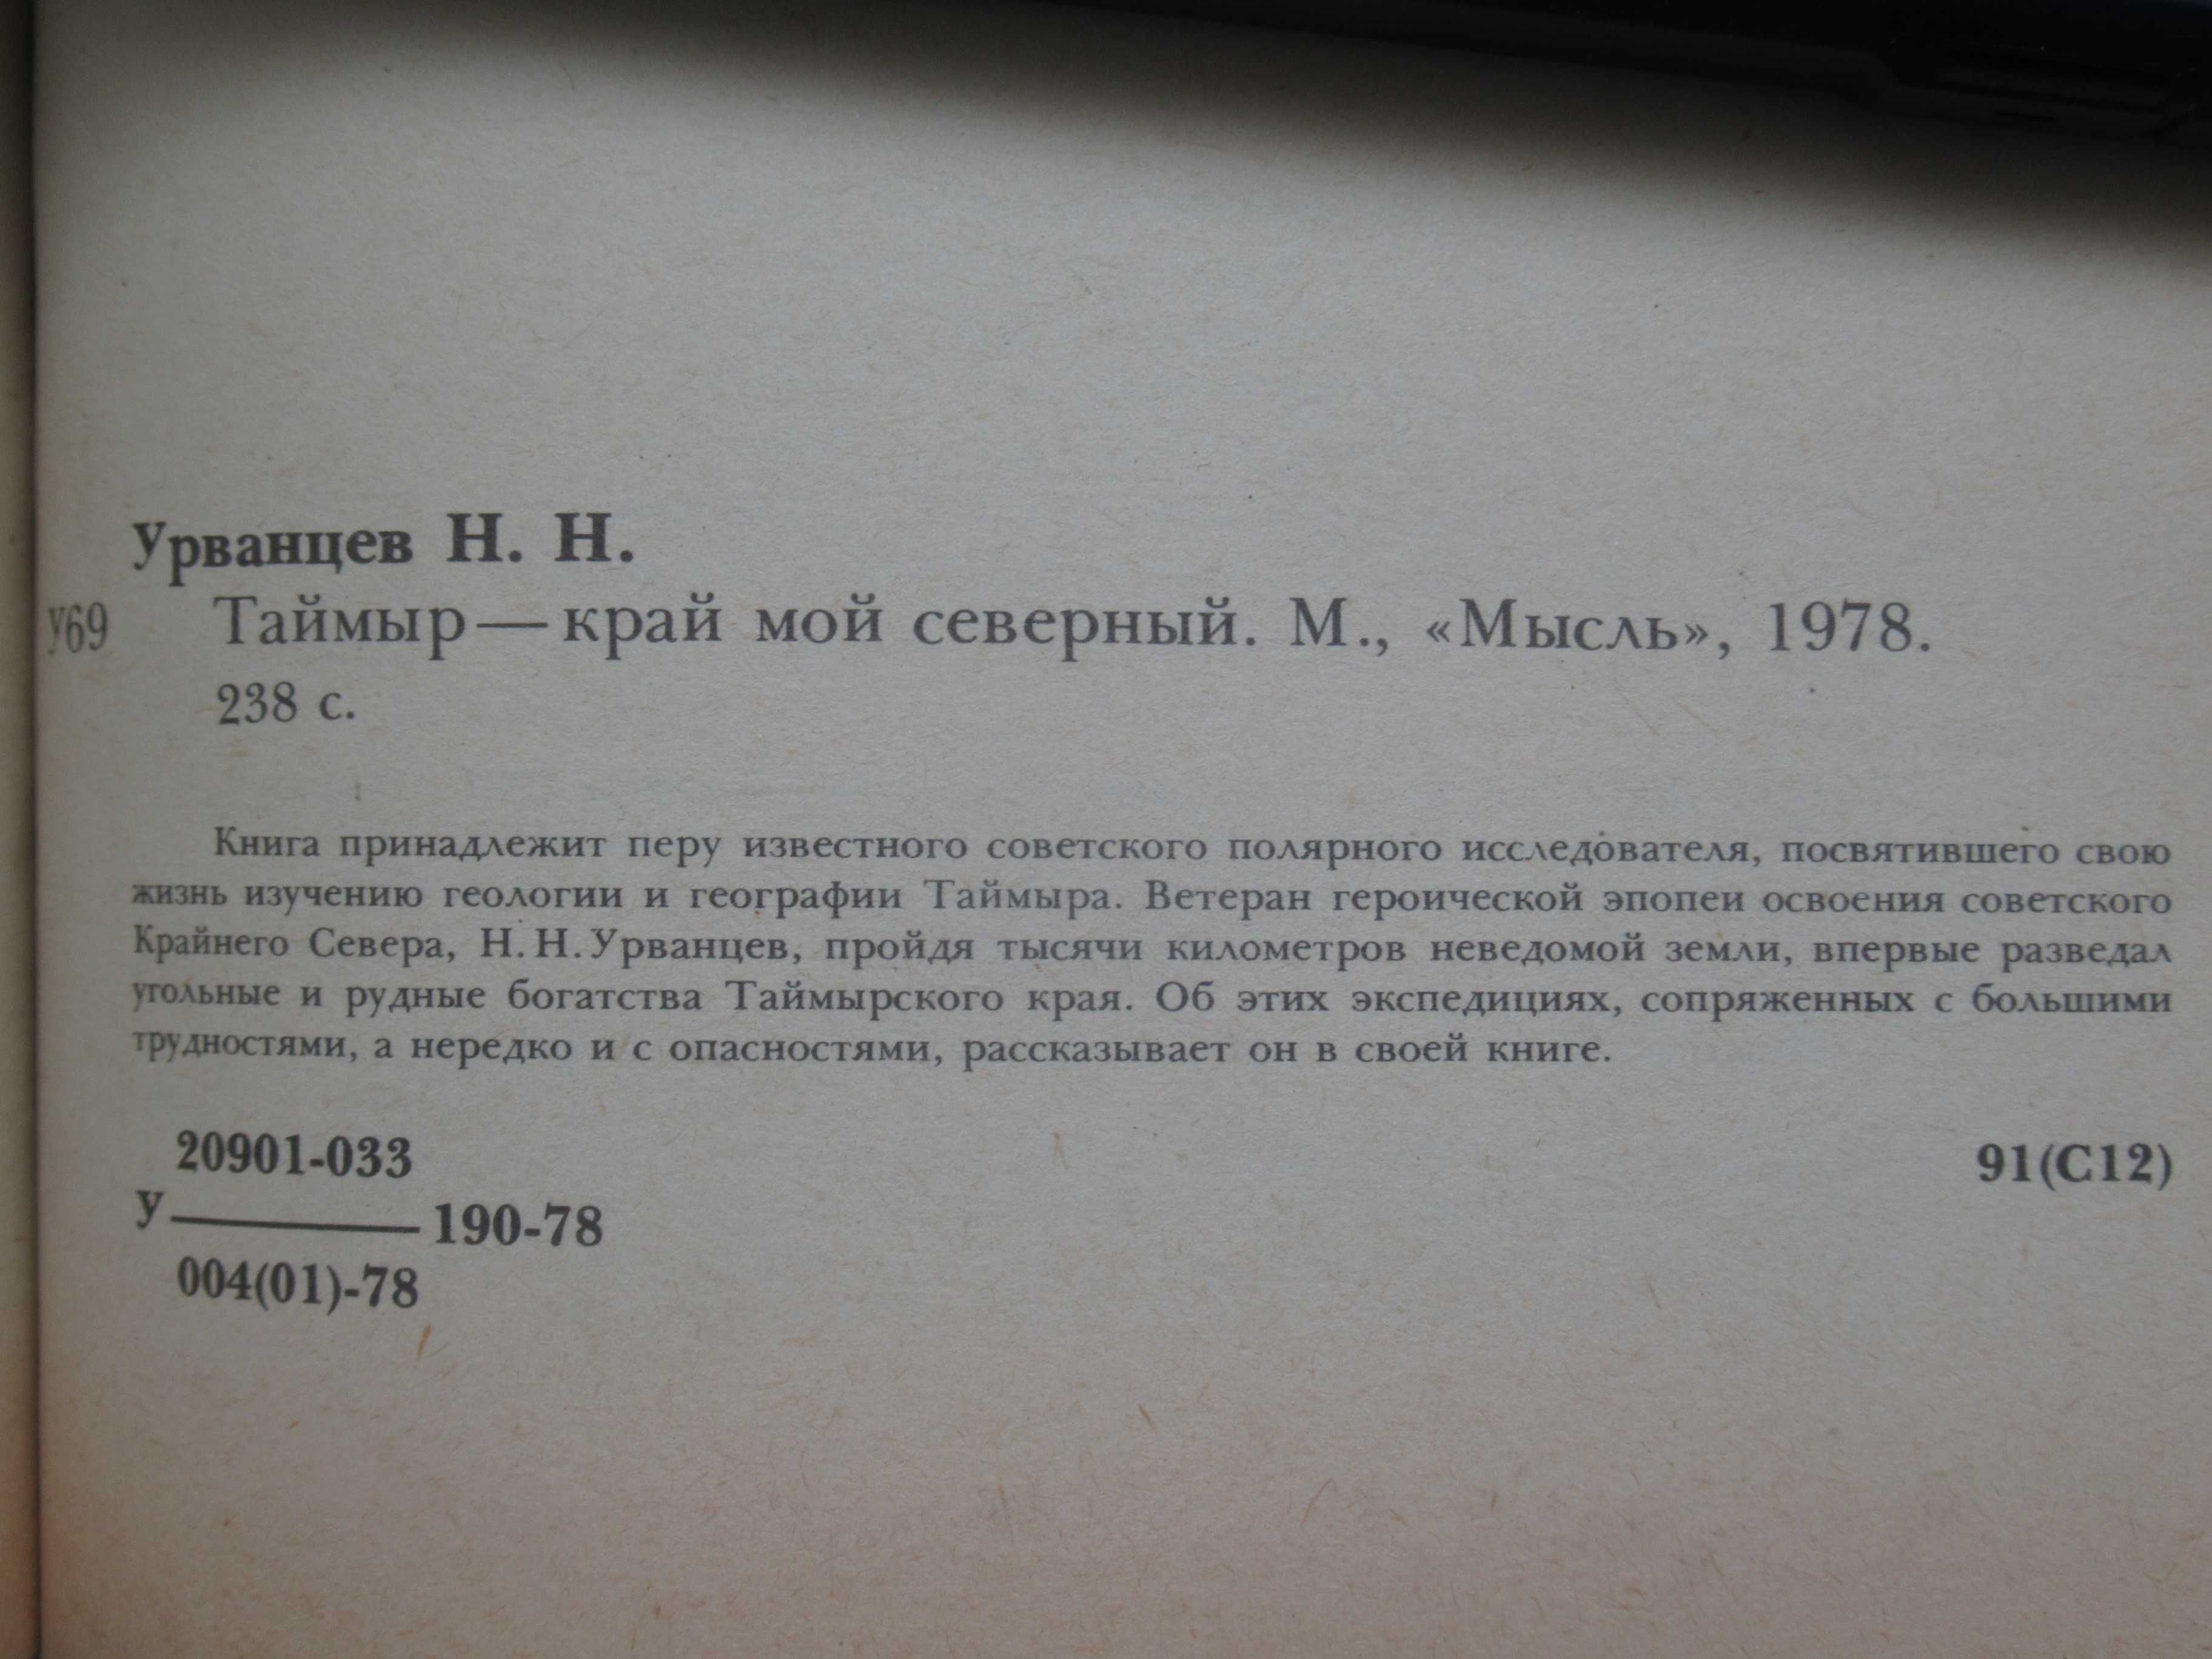 Урванцев Н. Н.
У69 Таймыр — край мой северный. М., «Мысль», 1978.
238 с.
Книга принадлежит перу известного советского полярного исследователя, посвятившего свою
жизнь изучению геологии и географии Таймыра. Ветеран героической эпопеи освоения советского
Крайнего Севера, Н. Н. Урванцев, пройдя тысячи километров неведомой земли, впервые разведал
угольные и рудные богатства Таймырского края. Об этих экспедициях, сопряженных с большими
трудностями, а нередко и с опасностями, рассказывает он в своей книге.
20901-033
91(С12)
У 190-78
004(01)-78